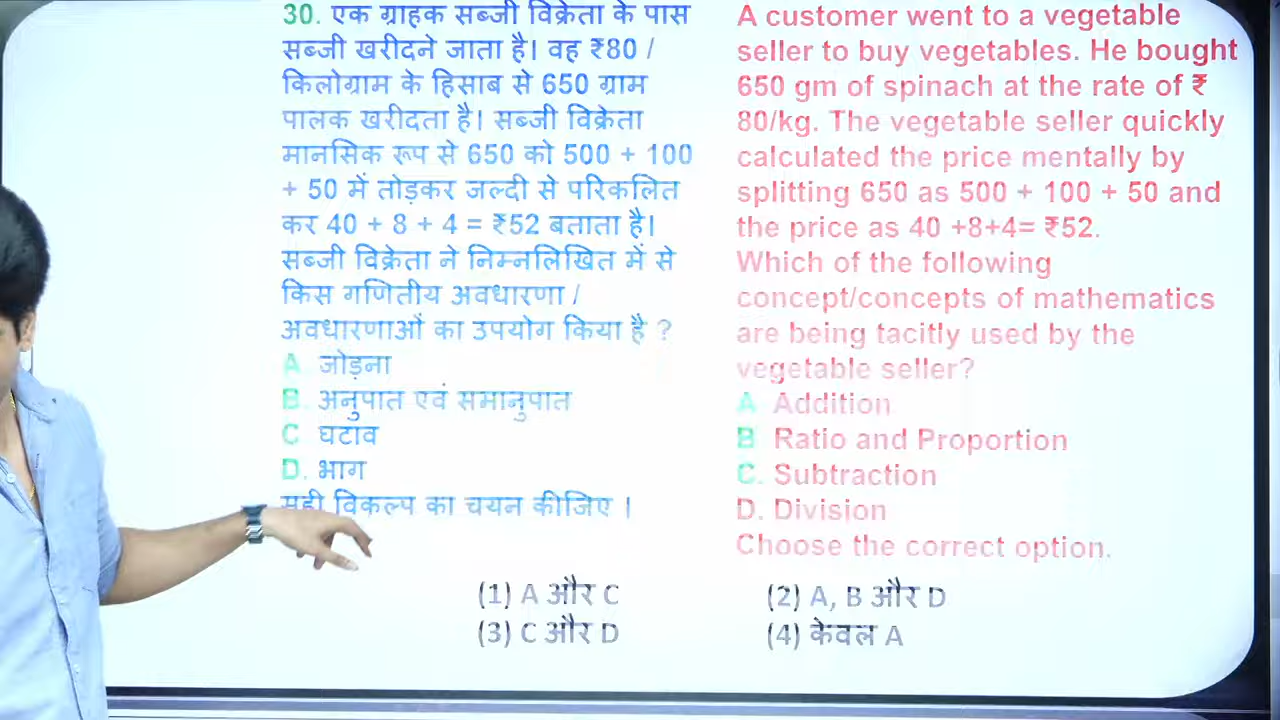 30. एक ग्राहक सब्जी विक्रेता के पास
सब्जी खरीदने जाता है। वह ₹80 /
किलोग्राम के हिसाब से 650 ग्राम
पालक खरीदता है। सब्जी विक्रेता
मानसिक रूप से 650 को 500 + 100
+ 50 में तोड़कर जल्दी से परिकलित
कर 40 + 8 + 4 = ₹52 बताता है।
सब्जी विक्रेता ने निम्नलिखित में से
किस गणितीय अवधारणा /
अवधारणाओं का उपयोग किया है ?
A जोड़ना
B. अनुपात एवं समानुपात
C घटाव
D. भाग
सही विकल्प का चयन कीजिए ।
A customer went to a vegetable
seller to buy vegetables. He bought
650 gm of spinach at the rate of ₹
80/kg. The vegetable seller quickly
calculated the price mentally by
splitting 650 as 500 + 100 + 50 and
the price as 40 +8+4= ₹52.
Which of the following
concept/concepts of mathematics
are being tacitly used by the
vegetable seller?
A Addition
B Ratio and Proportion
C. Subtraction
D. Division
Choose the correct option.
(1) A और C
(2) A, B और D
(3) C और D
(4) केवल A